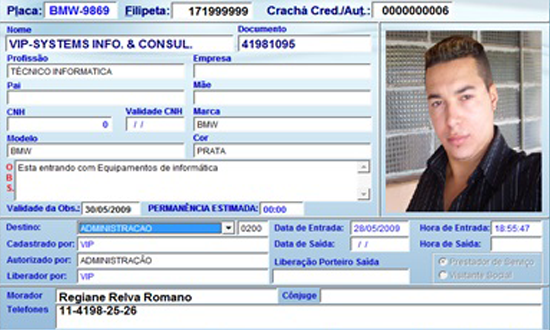 Placa: BMW-9869 Filipeta: 171999999 Crachá Cred./Aut.: 0000000006
Nome Documento
VIP-SYSTEMS INFO. & CONSUL. 41981095
Profissão Empresa
TÉCNICO INFORMATICA
Pai Mãe
CNH Validade CNH Marca
0 / / BMW
Modelo Cor
BMW PRATA
OBS. Esta entrando com Equipamentos de informática
Validade da Obs.: 30/05/2009 PERMANÊNCIA ESTIMADA: 00:00
Destino: ADMINISTRACAO 0200 Data de Entrada: 28/05/2009 Hora de Entrada: 18:55:47
Cadastrado por: VIP Data de Saída: / / Hora de Saída:
Autorizado por: ADMINISTRAÇÃO Liberação Porteiro Saída Prestador de Serviço
Liberador por: VIP Visitante Social
Morador Regiane Relva Romano Cônjuge
Telefones 11-4198-25-26